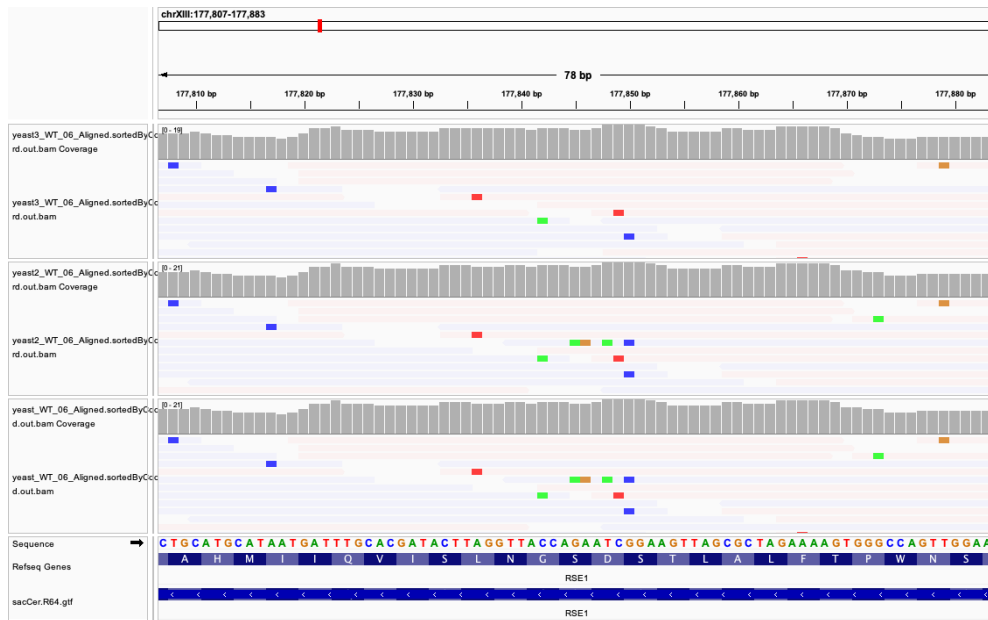 chrXIII:177,807-177,883
78 bp
177,810 bp 177,820 bp 177,830 bp 177,840 bp 177,850 bp 177,860 bp 177,870 bp 177,880 bp
yeast3_WT_06_Aligned.sortedByCo
rd.out.bam Coverage
[0 - 19]
yeast3_WT_06_Aligned.sortedByCo
rd.out.bam
yeast2_WT_06_Aligned.sortedByCo
rd.out.bam Coverage
[0 - 21]
yeast2_WT_06_Aligned.sortedByCo
rd.out.bam
yeast_WT_06_Aligned.sortedByCoo
d.out.bam Coverage
[0 - 21]
yeast_WT_06_Aligned.sortedByCoo
d.out.bam
Sequence CTGCATGCATAATGATTTGCACGATACTTAGGTTACCAGAATCGGAAGTTAGCGCTAGAAAAGTGGGCCAGTTGGAA
Refseq Genes A H M I I Q V I S L N G S D S T L A L F T P W N S
RSE1
sacCer.R64.gtf
RSE1